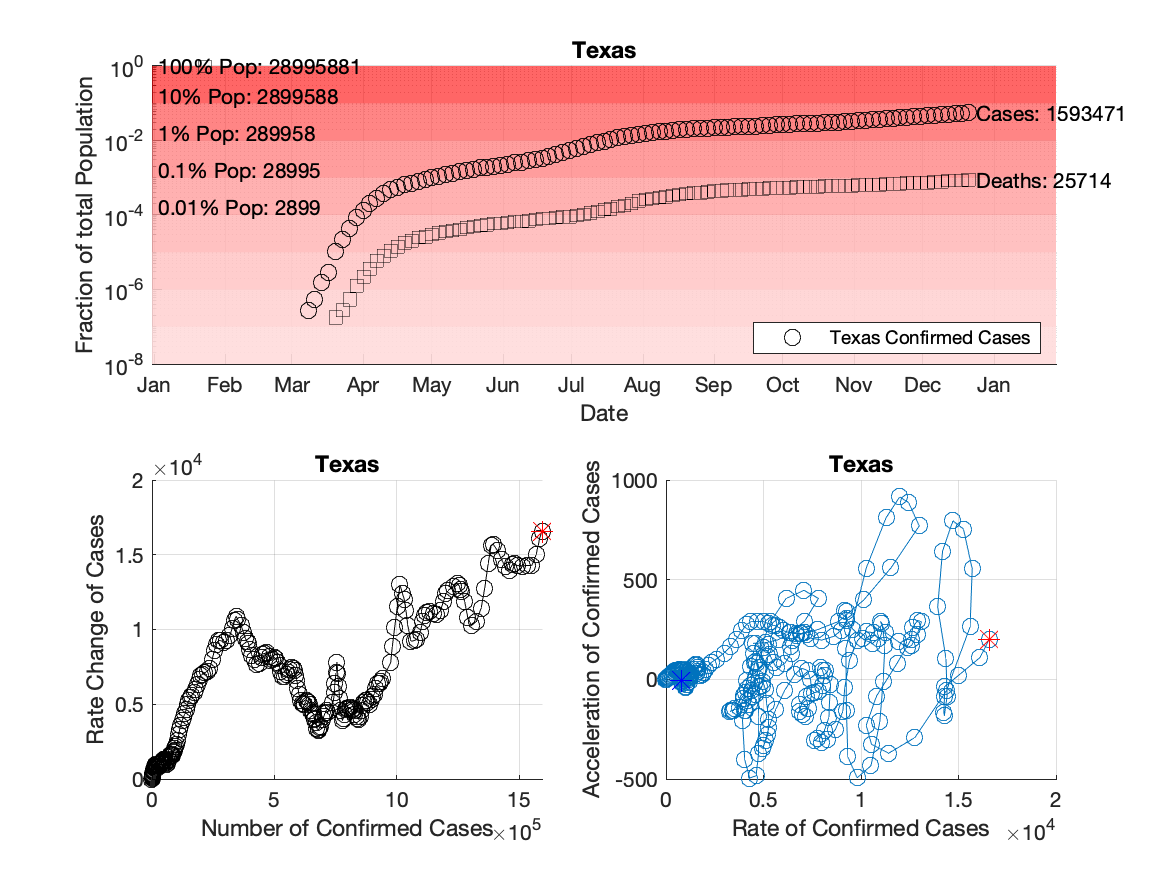 Texas
Fraction of total Population
10^0
10^-2
10^-4
10^-6
10^-8
100% Pop: 28995881
10% Pop: 2899588
1% Pop: 289958
0.1% Pop: 28995
0.01% Pop: 2899
Cases: 1593471
Deaths: 25714
Texas Confirmed Cases
Jan Feb Mar Apr May Jun Jul Aug Sep Oct Nov Dec Jan
Date
Texas
×10^4
Rate Change of Cases
2
1.5
1
0.5
0
0 5 10 15
Number of Confirmed Cases ×10^5
Texas
Acceleration of Confirmed Cases
1000
500
0
-500
0 0.5 1 1.5 2
Rate of Confirmed Cases ×10^4